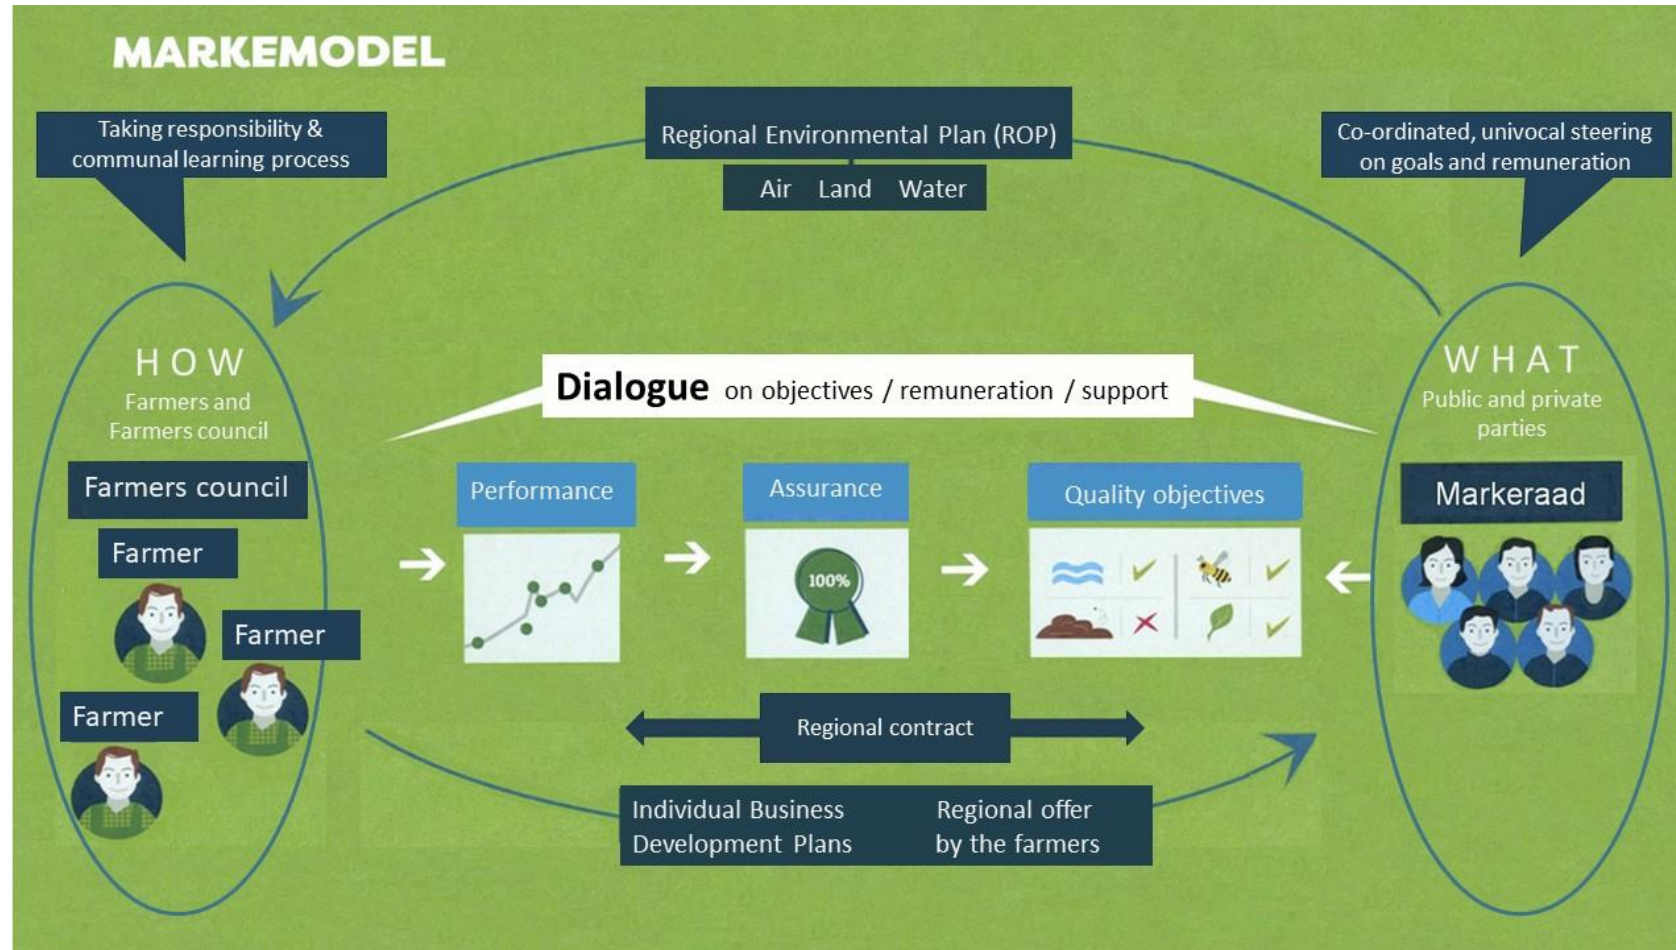 MARKEMODEL
Taking responsibility &
communal learning process
Regional Environmental Plan (ROP)
Air Land Water
Co-ordinated, univocal steering
on goals and remuneration
HOW
Farmers and
Farmers council
Farmers council
Farmer
Farmer
Farmer
Dialogue on objectives / remuneration / support
Performance
Assurance
100%
Quality objectives
WHAT
Public and private
parties
Markeraad
Regional contract
Individual Business
Development Plans
Regional offer
by the farmers